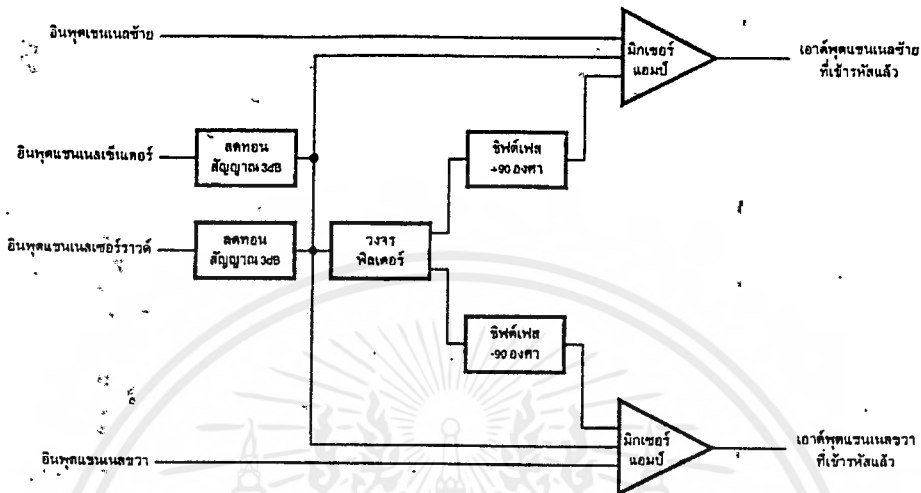 อินพุตแชนเนลซ้าย
มิกเซอร์
แอมป์
เอาต์พุตแชนเนลซ้าย
ที่เข้ารหัสแล้ว
อินพุตแชนเนลเซ็นเตอร์
ลดทอน
สัญญาณ 3dB
ชิฟต์เฟส
+90 องศา
อินพุตแชนเนลเซอร์ราวด์
ลดทอน
สัญญาณ 3dB
วงจร
ฟิลเตอร์
ชิฟต์เฟส
-90 องศา
มิกเซอร์
แอมป์
เอาต์พุตแชนเนลขวา
ที่เข้ารหัสแล้ว
อินพุตแชนเนลขวา